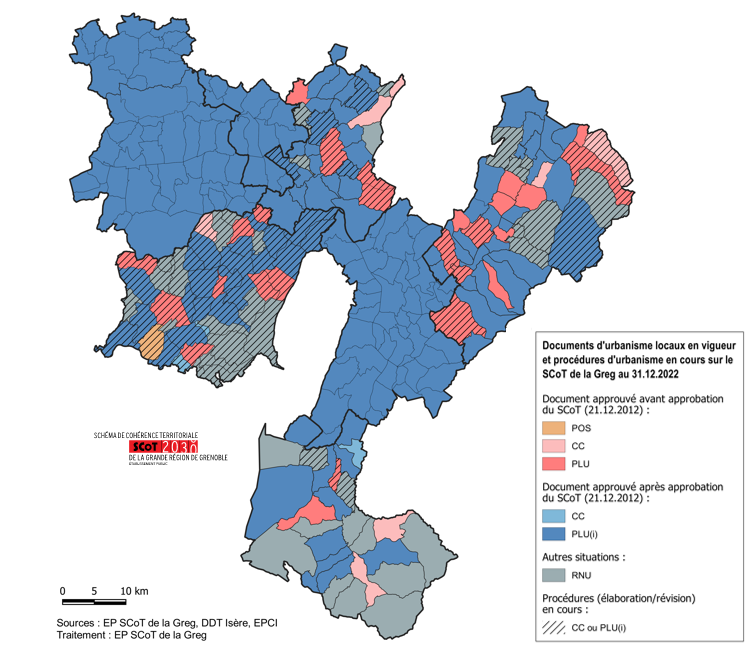 Documents d'urbanisme locaux en vigueur
et procédures d'urbanisme en cours sur le
SCoT de la Greg au 31.12.2022
Document approuvé avant approbation
du SCoT (21.12.2012) :
POS
CC
PLU
Document approuvé après approbation
du SCoT (21.12.2012) :
CC
PLU(i)
Autres situations :
RNU
Procédures (élaboration/révision)
en cours :
CC ou PLU(i)
SCHÉMA DE COHÉRENCE TERRITORIALE
SCoT 2030
DE LA GRANDE RÉGION DE GRENOBLE
ÉTABLISSEMENT PUBLIC
0 5 10 km
Sources : EP SCoT de la Greg, DDT Isère, EPCI
Traitement : EP SCoT de la Greg